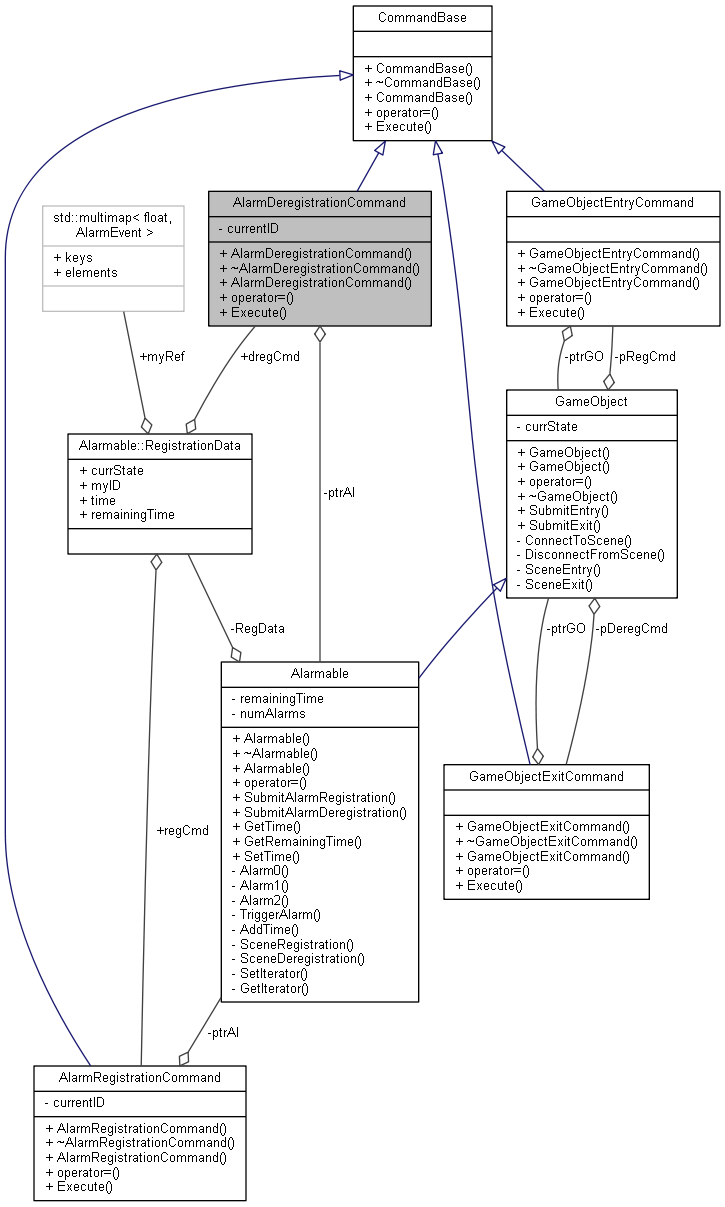 CommandBase
+ CommandBase()
+ ~CommandBase()
+ CommandBase()
+ operator=()
+ Execute()
std::multimap< float,
AlarmEvent >
+ keys
+ elements
AlarmDeregistrationCommand
- currentID
+ AlarmDeregistrationCommand()
+ ~AlarmDeregistrationCommand()
+ AlarmDeregistrationCommand()
+ operator=()
+ Execute()
GameObjectEntryCommand
+ GameObjectEntryCommand()
+ ~GameObjectEntryCommand()
+ GameObjectEntryCommand()
+ operator=()
+ Execute()
+myRef
+dregCmd
-ptrGO
-pRegCmd
GameObject
- currState
+ GameObject()
+ GameObject()
+ operator=()
+ ~GameObject()
+ SubmitEntry()
+ SubmitExit()
- ConnectToScene()
- DisconnectFromScene()
- SceneEntry()
- SceneExit()
Alarmable::RegistrationData
+ currState
+ myID
+ time
+ remainingTime
-ptrAl
-RegData
-ptrGO
-pDeregCmd
Alarmable
- remainingTime
- numAlarms
+ Alarmable()
+ ~Alarmable()
+ Alarmable()
+ operator=()
+ SubmitAlarmRegistration()
+ SubmitAlarmDeregistration()
+ GetTime()
+ GetRemainingTime()
+ SetTime()
- Alarm0()
- Alarm1()
- Alarm2()
- TriggerAlarm()
- AddTime()
- SceneRegistration()
- SceneDeregistration()
- SetIterator()
- GetIterator()
GameObjectExitCommand
+ GameObjectExitCommand()
+ ~GameObjectExitCommand()
+ GameObjectExitCommand()
+ operator=()
+ Execute()
+regCmd
-ptrAl
AlarmRegistrationCommand
- currentID
+ AlarmRegistrationCommand()
+ ~AlarmRegistrationCommand()
+ AlarmRegistrationCommand()
+ operator=()
+ Execute()